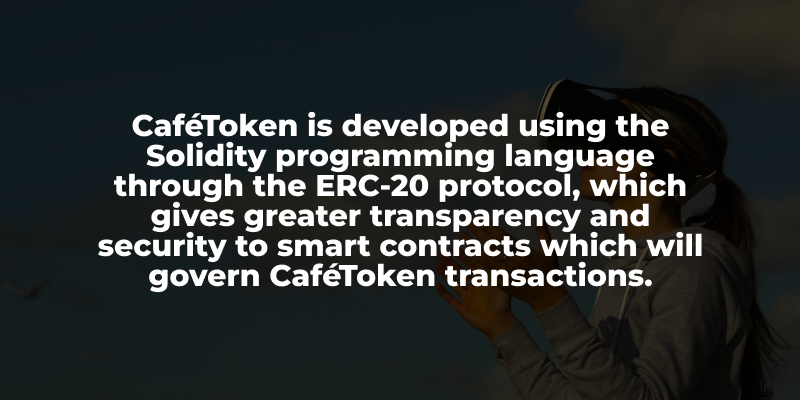 CaféToken is developed using the
Solidity programming language
through the ERC-20 protocol, which
gives greater transparency and
security to smart contracts which will
govern CaféToken transactions.